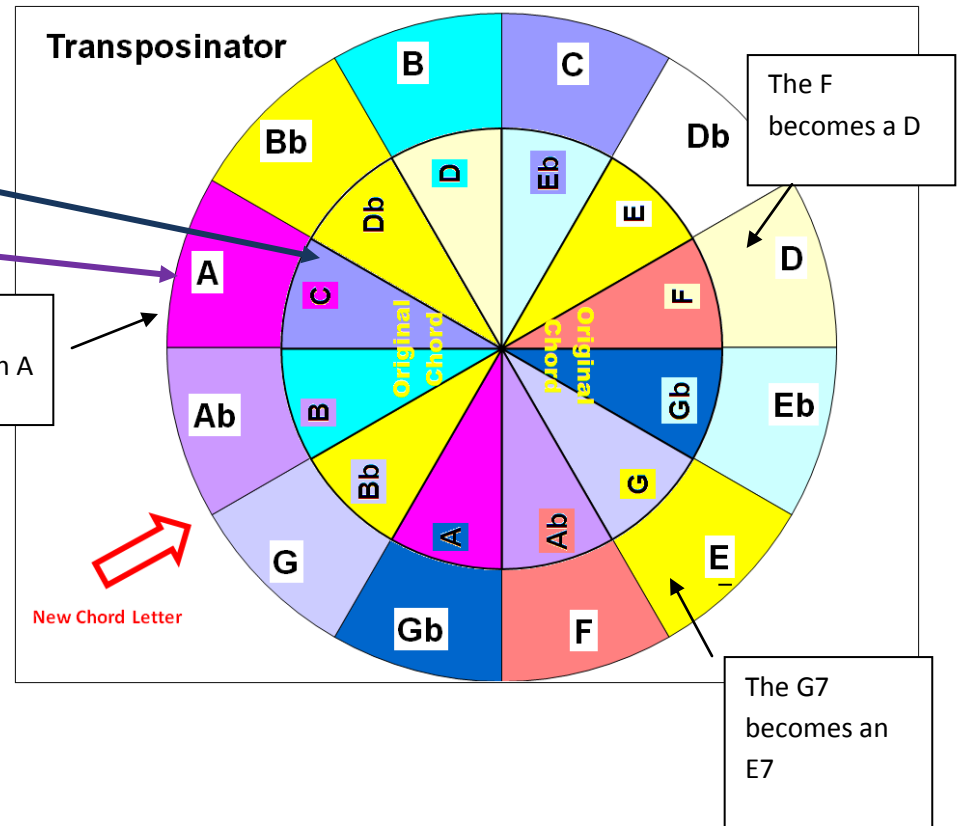 Transposinator
B
C
Bb
Db
The F
becomes a D
D
Eb
Db
E
A
C
F
D
Original
Chord
Original
Chord
n A
Ab
B
Gb
Eb
Bb
G
A
Ab
G
E
New Chord Letter
Gb
F
The G7
becomes an
E7